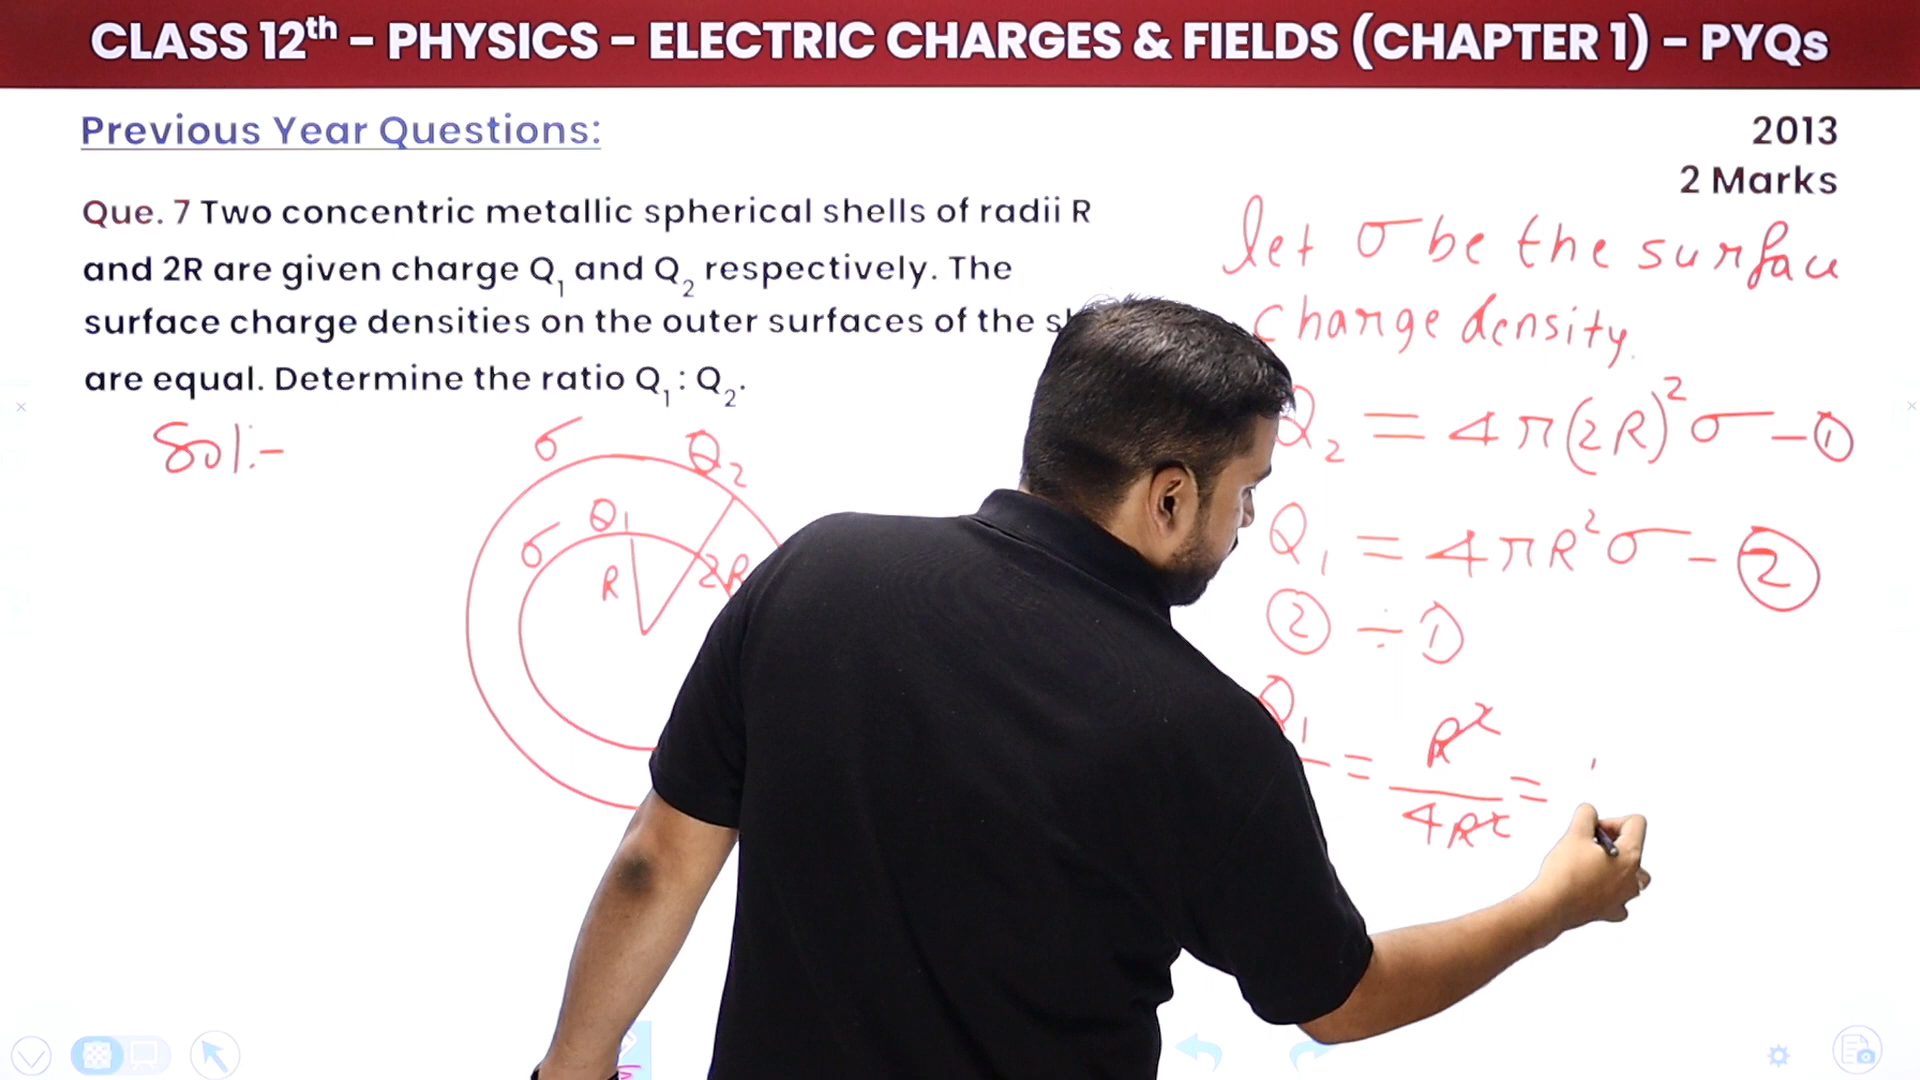 CLASS 12th - PHYSICS - ELECTRIC CHARGES & FIELDS (CHAPTER 1) - PYQs
Previous Year Questions:
2013
2 Marks
Que. 7 Two concentric metallic spherical shells of radii R
and 2R are given charge Q₁ and Q₂ respectively. The
surface charge densities on the outer surfaces of the
are equal. Determine the ratio Q₁ : Q₂.
Sol:-
σ Q₂
Q₁
σ
R 2R
let σ be the surface
charge density.
Q₂ = 4π(2R)²σ - ①
Q₁ = 4πR²σ - ②
② ÷ ①
Q₁
= R²
4R² =